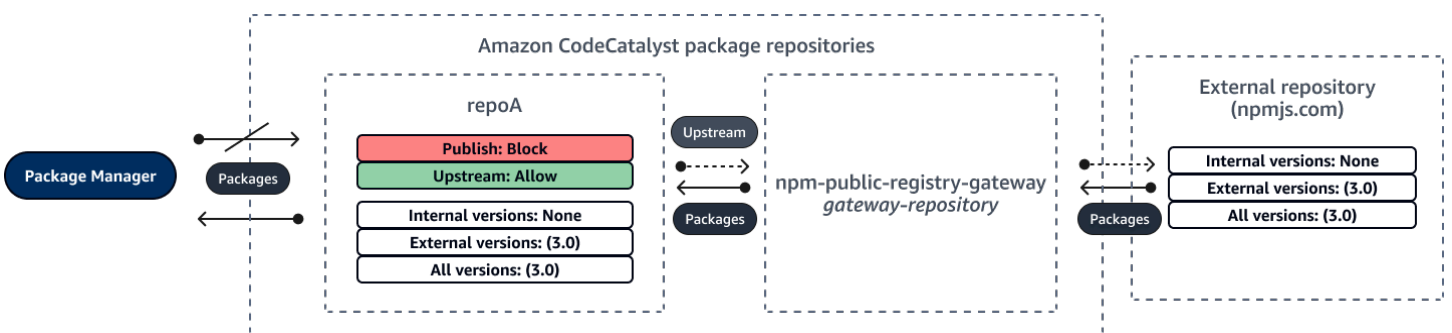 Amazon CodeCatalyst package repositories
Package Manager
Packages
repoA
Publish: Block
Upstream: Allow
Internal versions: None
External versions: (3.0)
All versions: (3.0)
Upstream
Packages
npm-public-registry-gateway
gateway-repository
Packages
External repository
(npmjs.com)
Internal versions: None
External versions: (3.0)
All versions: (3.0)